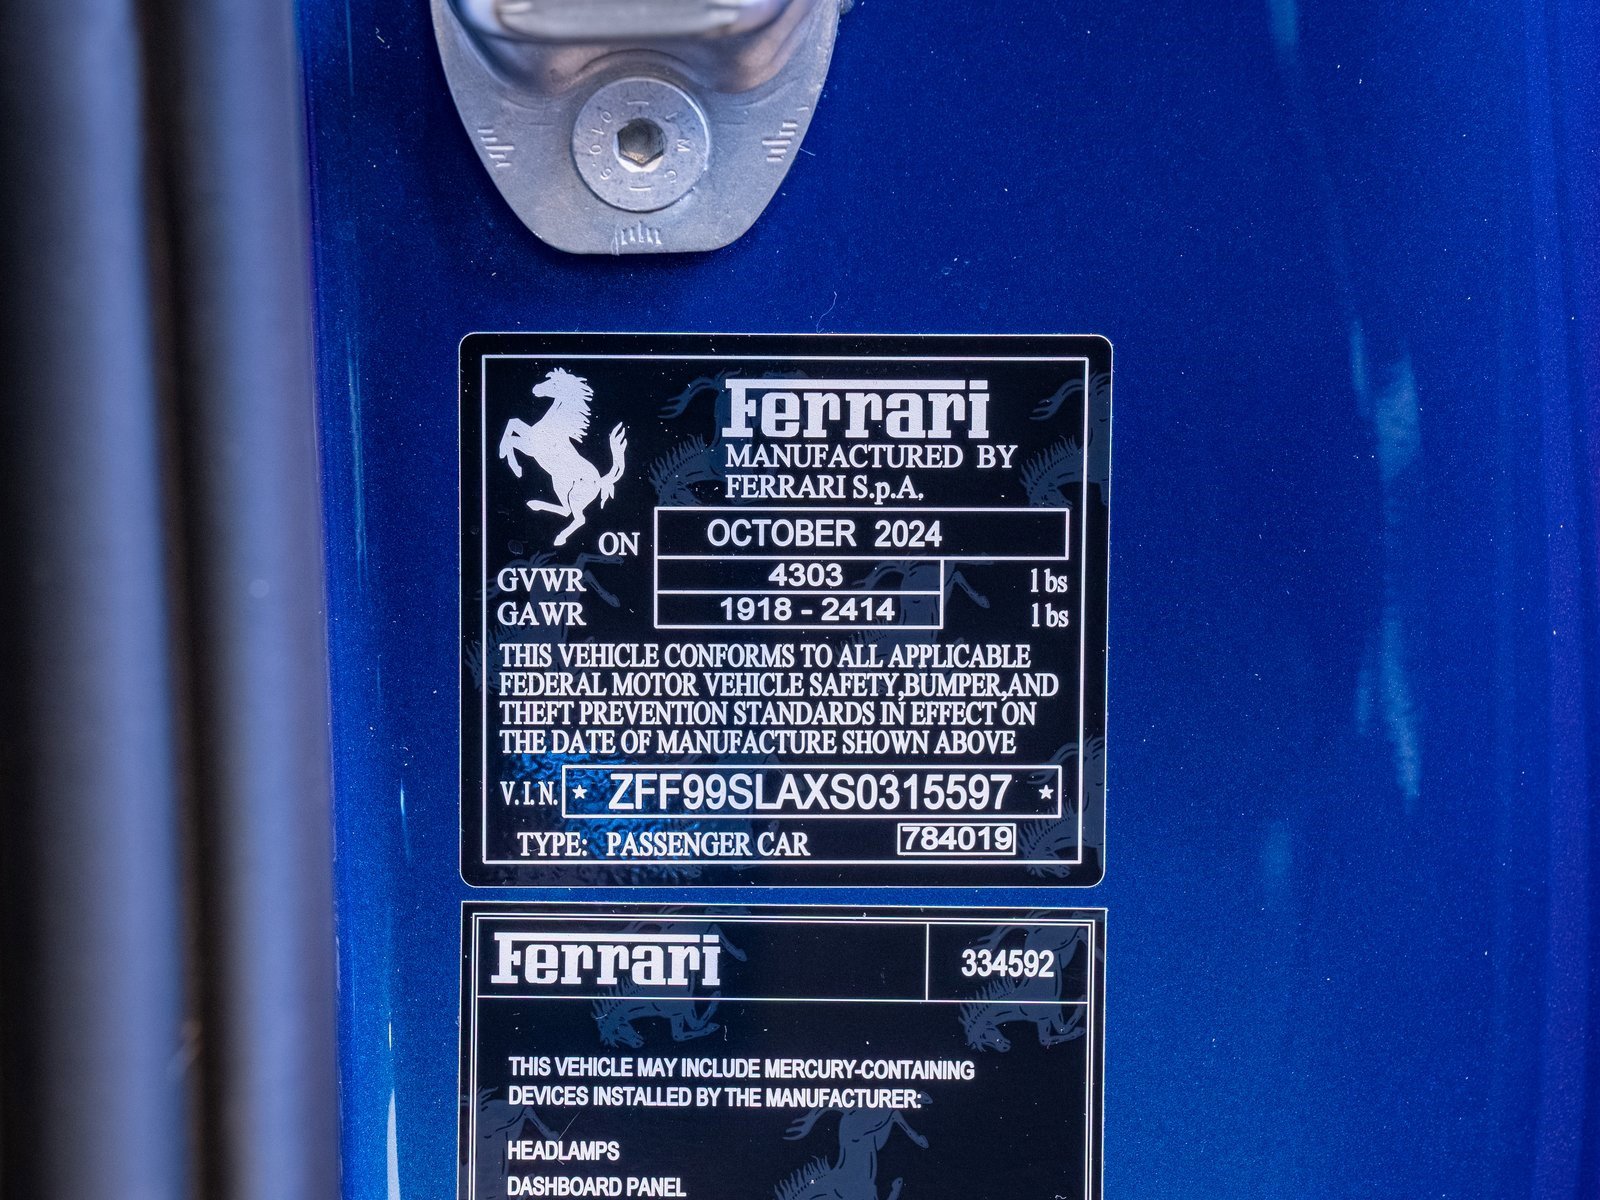 Ferrari
MANUFACTURED BY
FERRARI S.p.A.
ON OCTOBER 2024
GVWR 4303 lbs
GAWR 1918 - 2414 lbs
THIS VEHICLE CONFORMS TO ALL APPLICABLE
FEDERAL MOTOR VEHICLE SAFETY,BUMPER,AND
THEFT PREVENTION STANDARDS IN EFFECT ON
THE DATE OF MANUFACTURE SHOWN ABOVE
V.I.N. * ZFF99SLAXS0315597 *
TYPE: PASSENGER CAR 784019
Ferrari 334592
THIS VEHICLE MAY INCLUDE MERCURY-CONTAINING
DEVICES INSTALLED BY THE MANUFACTURER:
HEADLAMPS
DASHBOARD PANEL